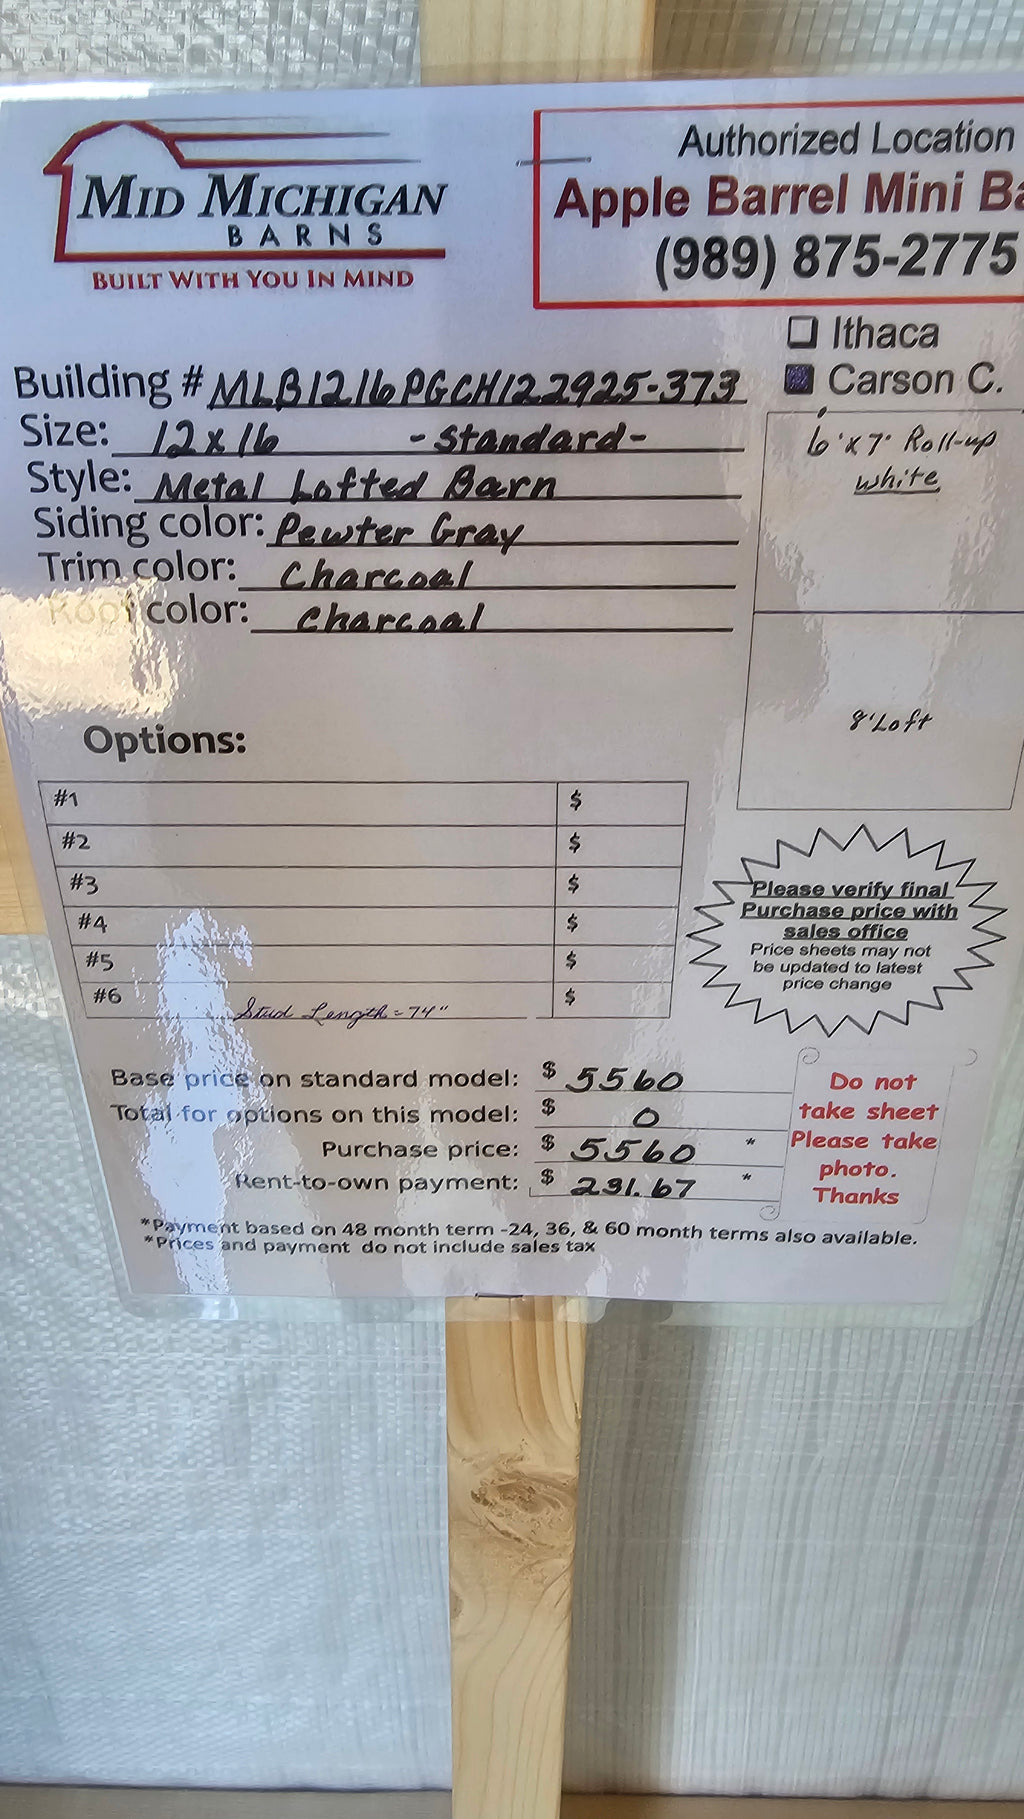 MID MICHIGAN
BARNS
BUILT WITH YOU IN MIND
Authorized Location
Apple Barrel Mini Ba
(989) 875-2775
Ithaca
Carson C.
Building # MLB1216PGCH122925-373
Size: 12 x 16 - Standard -
Style: Metal Lofted Barn
Siding color: Pewter Gray
Trim color: Charcoal
Roof color: Charcoal
6'x7' Roll-up
white
8' Loft
Options:
#1 $
#2 $
#3 $
#4 $
#5 $
#6 $
Stud Length = 74"
Please verify final
Purchase price with
sales office
Price sheets may not
be updated to latest
price change
Base price on standard model: $ 5560
Total for options on this model: $ 0
Purchase price: $ 5560 *
Rent-to-own payment: $ 231.67 *
Do not
take sheet
Please take
photo.
Thanks
*Payment based on 48 month term -24, 36, & 60 month terms also available.
*Prices and payment do not include sales tax